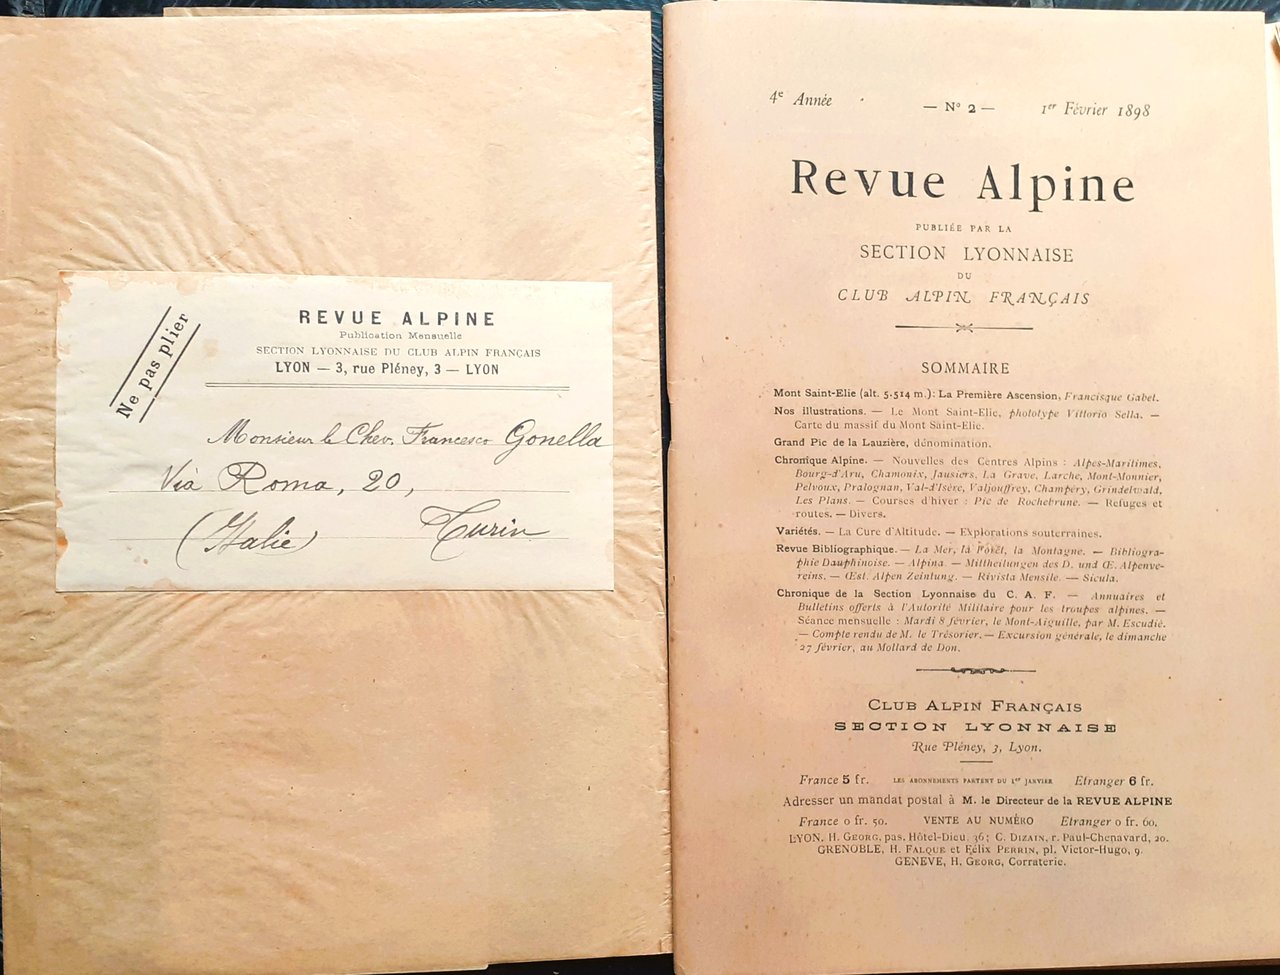 Ne pas plier
REVUE ALPINE
Publication Mensuelle
SECTION LYONNAISE DU CLUB ALPIN FRANÇAIS
LYON — 3, rue Pléney, 3 — LYON
Monsieur le Chev. Francesco Gonella
Via Roma, 20,
(Italie) Turin
4e Année — No 2 — 1er Février 1898
Revue Alpine
PUBLIÉE PAR LA
SECTION LYONNAISE
DU
CLUB ALPIN FRANÇAIS
SOMMAIRE
Mont Saint-Elie (alt. 5.514 m.): La Première Ascension, Francisque Gabet.
Nos Illustrations. — Le Mont Saint-Elie, phototype Vittorio Sella. —
Carte du massif du Mont Saint-Elie.
Grand Pic de la Lauzière, dénomination.
Chronique Alpine. — Nouvelles des Centres Alpins : Alpes-Maritimes,
Bourg-d'Aru, Chamonix, Jausiers, La Grave, Larche, Mont-Monnier,
Pelvoux, Pralognan, Val-d'Isère, Valjouffrey, Champéry, Grindelwald,
Les Plans. — Courses d'hiver : Pic de Rochebrune. — Refuges et
routes. — Divers.
Variétés. — La Cure d'Altitude. — Explorations souterraines.
Revue Bibliographique. — La Mer, la Forêt, la Montagne. — Bibliogra-
phie Dauphinoise. — Alpina. — Mittheilungen des D. und Œ. Alpenve-
reins. — Œst. Alpen Zeintung. — Rivista Mensile. — Sicula.
Chronique de la Section Lyonnaise du C. A. F. — Annuaires et
Bulletins offerts à l'Autorité Militaire pour les troupes alpines. —
Séance mensuelle : Mardi 8 février, le Mont-Aiguille, par M. Escudié.
— Compte rendu de M. le Trésorier. — Excursion générale, le dimanche
27 février, au Mollard de Don.
CLUB ALPIN FRANÇAIS
SECTION LYONNAISE
Rue Pléney, 3, Lyon.
France 5 fr. LES ABONNEMENTS PARTENT DU 1er JANVIER Etranger 6 fr.
Adresser un mandat postal à M. le Directeur de la REVUE ALPINE
France 0 fr. 50. VENTE AU NUMÉRO Etranger 0 fr. 60.
LYON, H. GEORG, pas. Hôtel-Dieu, 36; C. DIZAIN, r. Paul-Chenavard, 20.
GRENOBLE, H. FALQUE et Félix PERRIN, pl. Victor-Hugo, 9.
GENÈVE, H. GEORG, Corraterie.